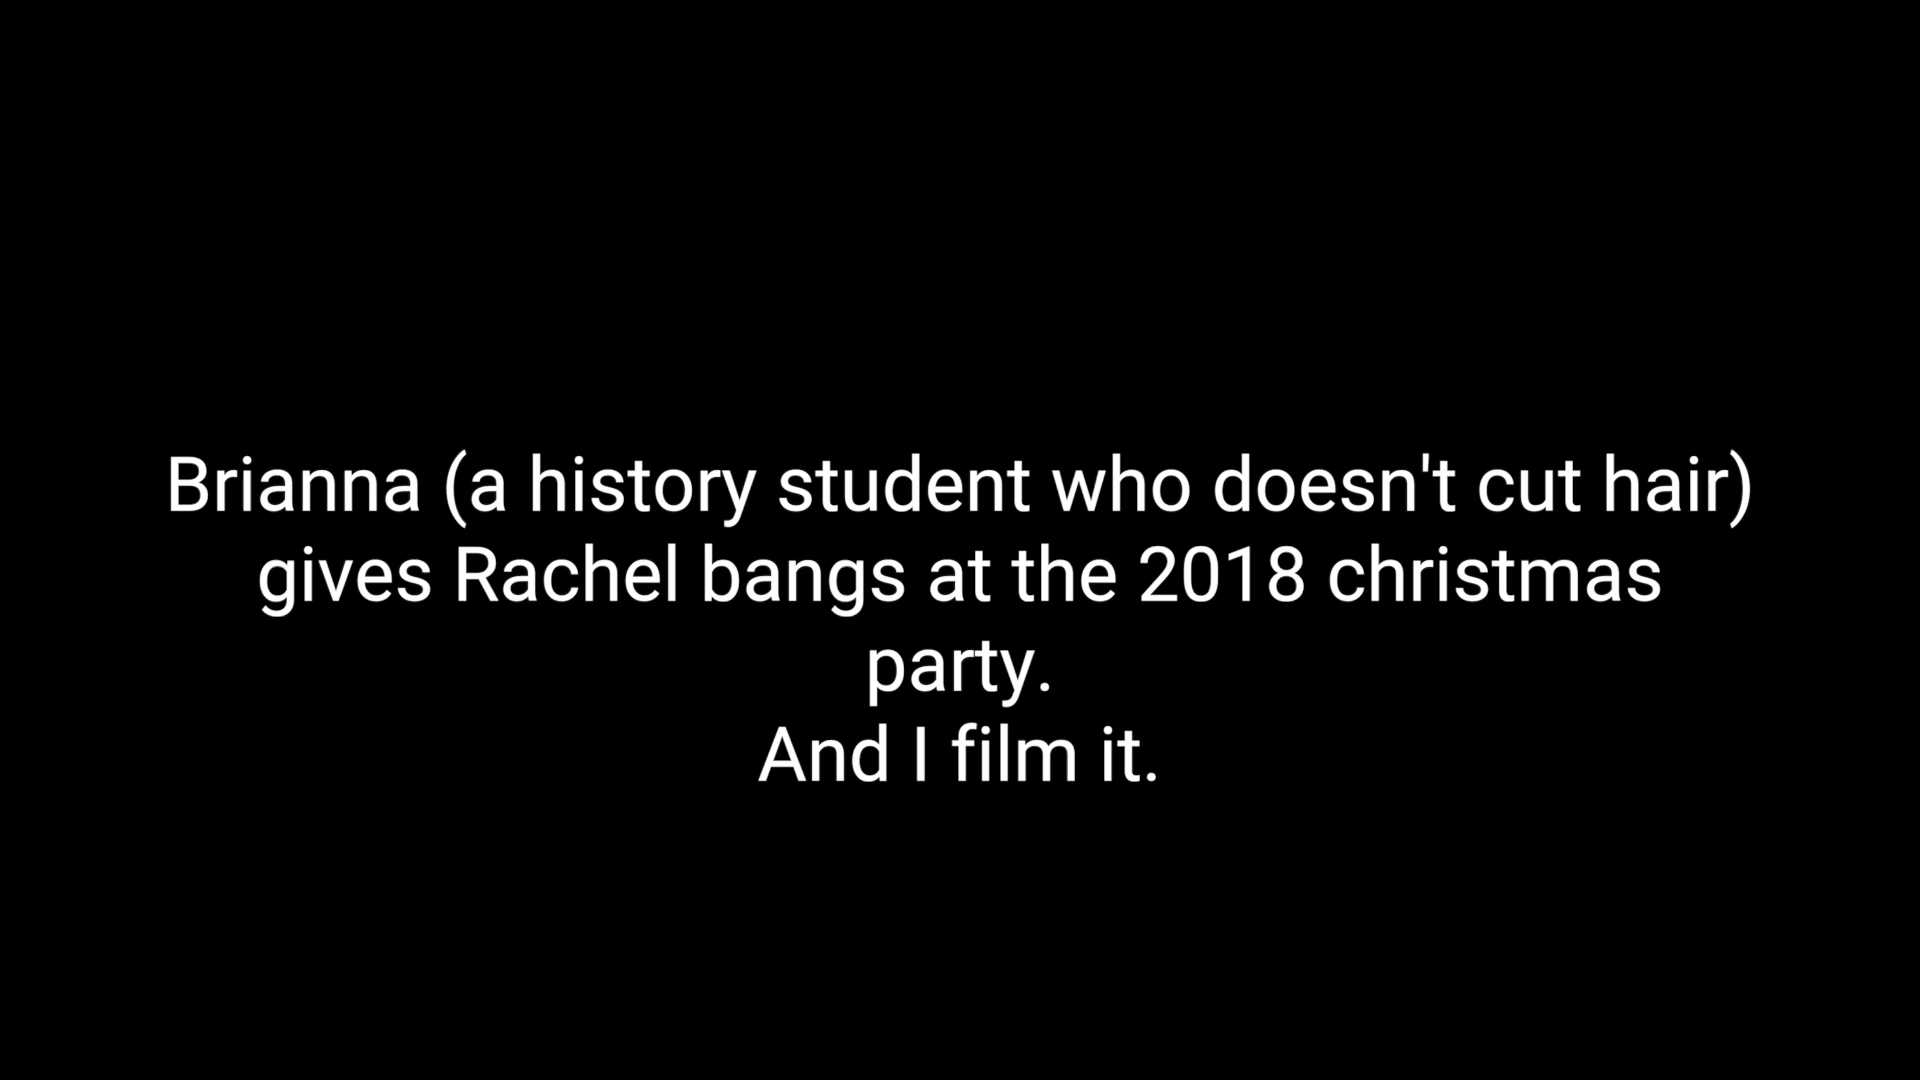 Brianna (a history student who doesn't cut hair)
gives Rachel bangs at the 2018 christmas
party.
And I film it.